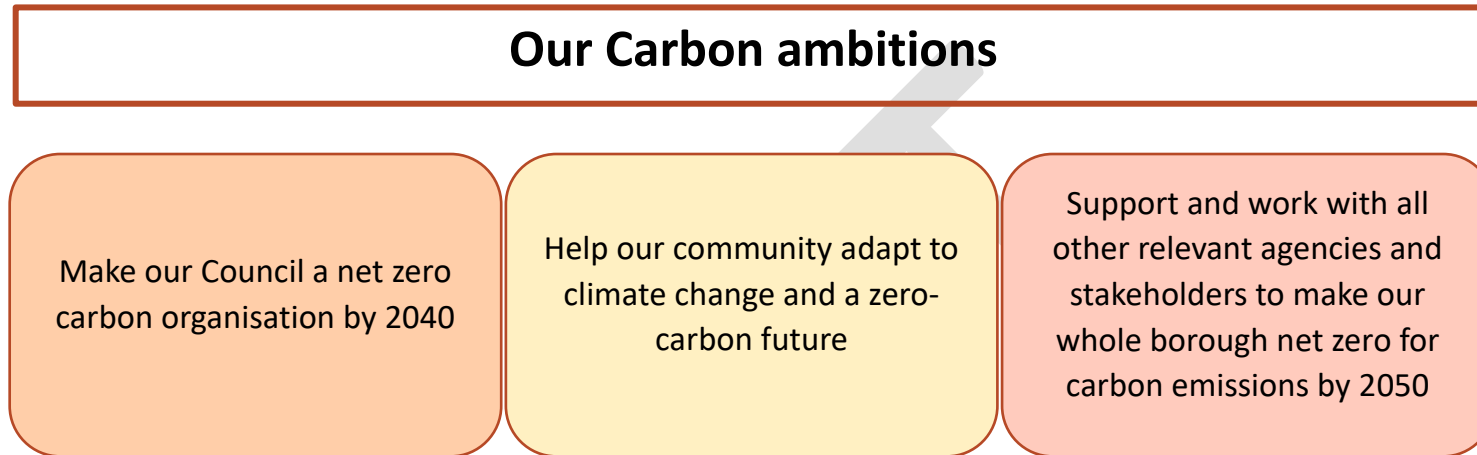 Our Carbon ambitions
Make our Council a net zero
carbon organisation by 2040
Help our community adapt to
climate change and a zero-
carbon future
Support and work with all
other relevant agencies and
stakeholders to make our
whole borough net zero for
carbon emissions by 2050